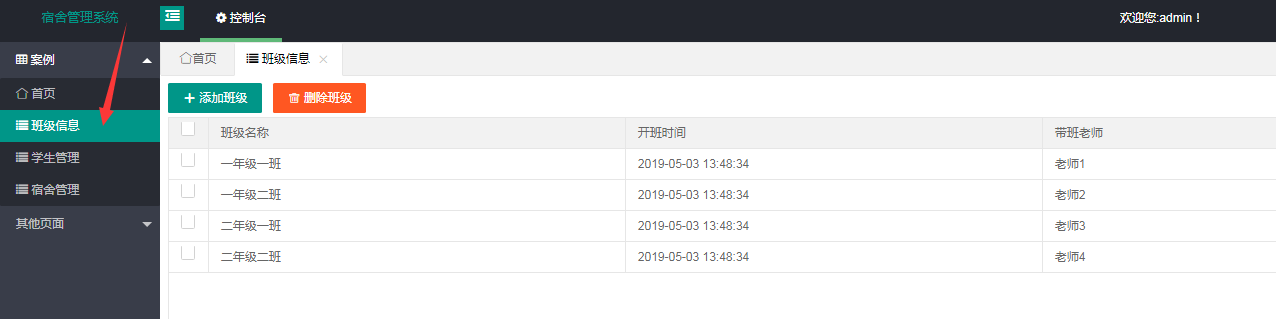 宿舍管理系统
控制台
欢迎您:admin !
案例
首页
班级信息
学生管理
宿舍管理
其他页面
首页 班级信息
添加班级 删除班级
班级名称 开班时间 带班老师
一年级一班 2019-05-03 13:48:34 老师1
一年级二班 2019-05-03 13:48:34 老师2
二年级一班 2019-05-03 13:48:34 老师3
二年级二班 2019-05-03 13:48:34 老师4